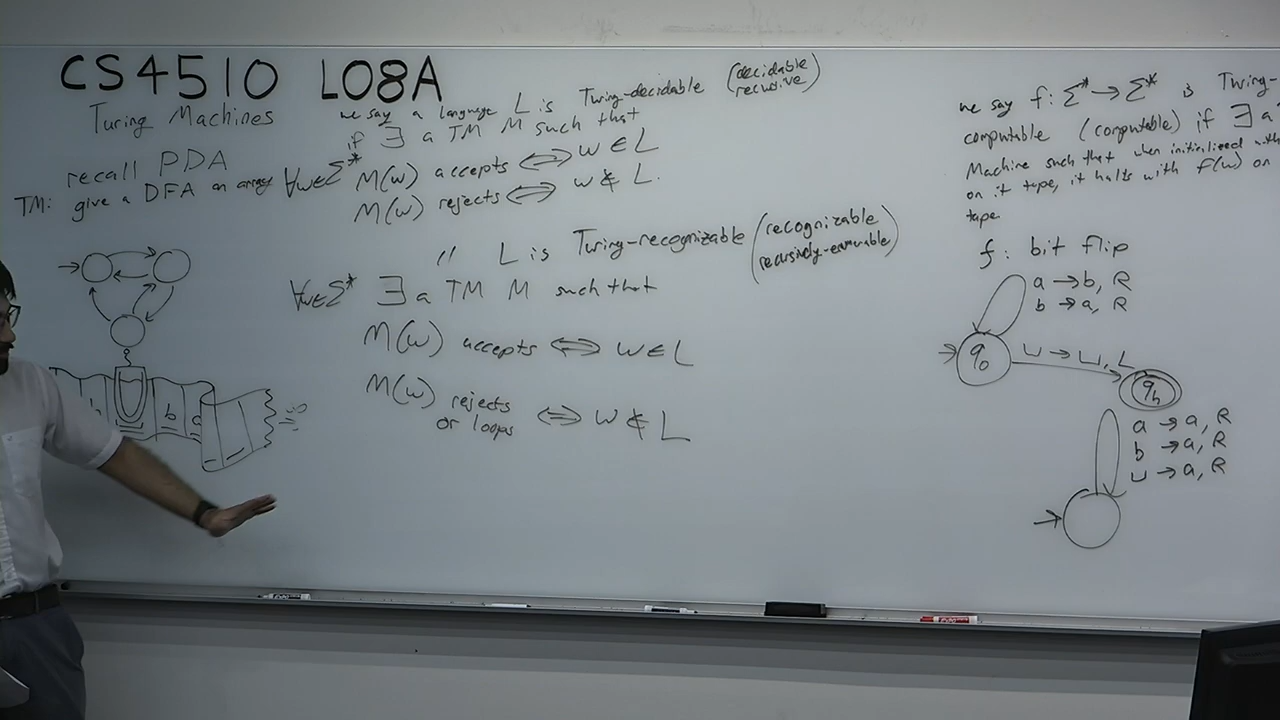 CS4510 L08A
Turing Machines
recall PDA
TM: give a DFA an array
we say a language L is Turing-decidable (decidable
recursive)
if ∃ a TM M such that
∀w∈Σ* M(w) accepts ⟺ w∈L
M(w) rejects ⟺ w∉L.
" L is Turing-recognizable (recognizable
recursively-enumurable)
∀w∈Σ* ∃ a TM M such that
M(w) accepts ⟺ w∈L
M(w) rejects
or loops ⟺ w∉L
b
we say f: Σ* → Σ* is Turing-
computable (computable) if ∃ a
Machine such that when initialized with
on it tape, it halts with f(w) on
tape
f: bit flip
a → b, R
b → a, R
q₀
⊔ → ⊔, L
qₕ
a → a, R
b → a, R
⊔ → a, R